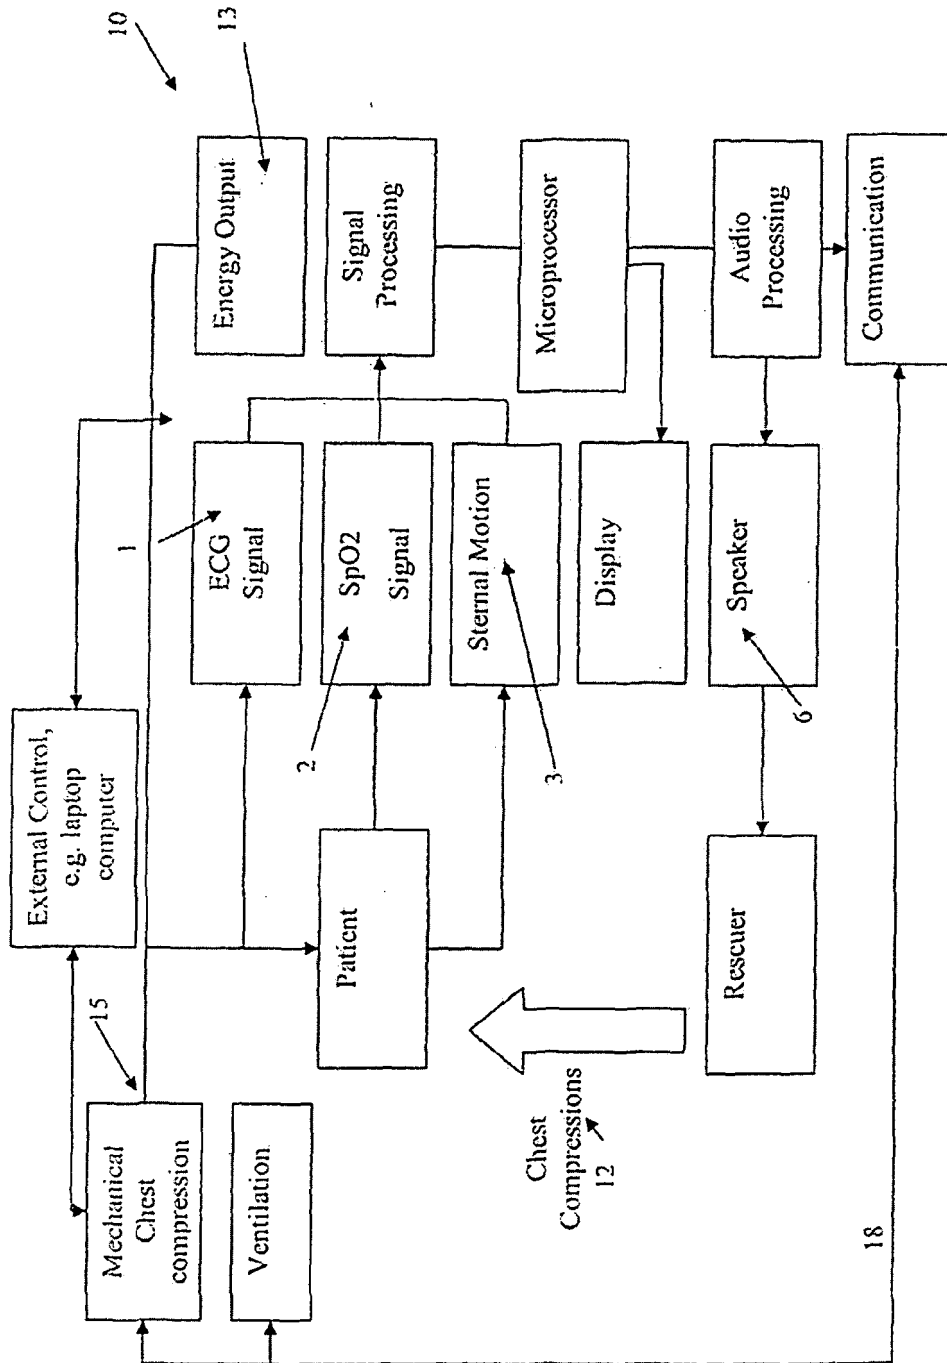 10
13
Energy Output
Signal
Processing
Microprocessor
Audio
Processing
Communication
1
ECG
Signal
2
SpO2
Signal
Sternal Motion
3
Display
Speaker
6
External Control,
e.g. laptop
computer
Patient
Rescuer
15
Mechanical
Chest
compression
Ventilation
Chest
Compressions
12
18